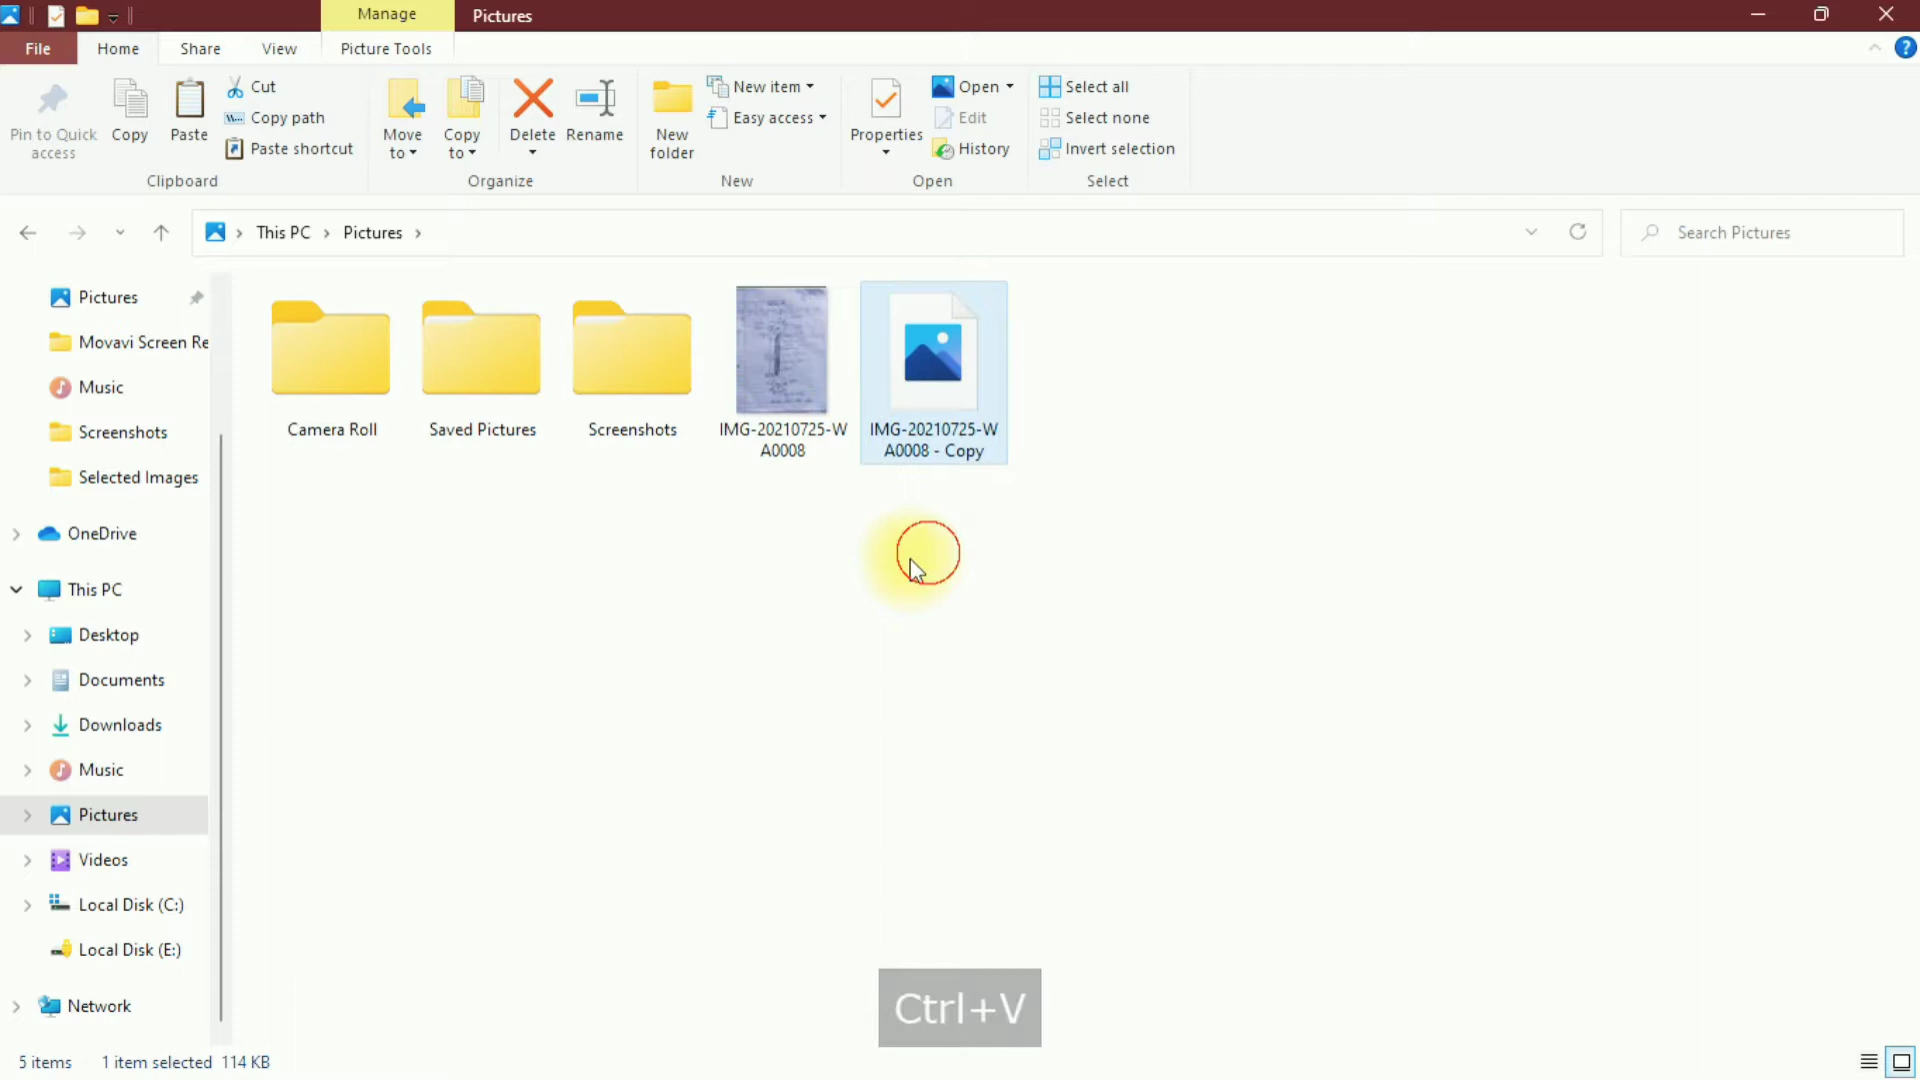 Manage
Pictures
File
Home
Share
View
Picture Tools
Pin to Quick
access
Copy
Paste
Cut
Copy path
Paste shortcut
Clipboard
Move
to
Copy
to
Delete
Rename
Organize
New
folder
New item
Easy access
New
Properties
Open
Edit
History
Open
Select all
Select none
Invert selection
Select
This PC > Pictures >
Search Pictures
Pictures
Movavi Screen Re
Music
Screenshots
Selected Images
OneDrive
This PC
Desktop
Documents
Downloads
Music
Pictures
Videos
Local Disk (C:)
Local Disk (E:)
Network
Camera Roll
Saved Pictures
Screenshots
IMG-20210725-W
A0008
IMG-20210725-W
A0008 - Copy
Ctrl+V
5 items
1 item selected 114 KB